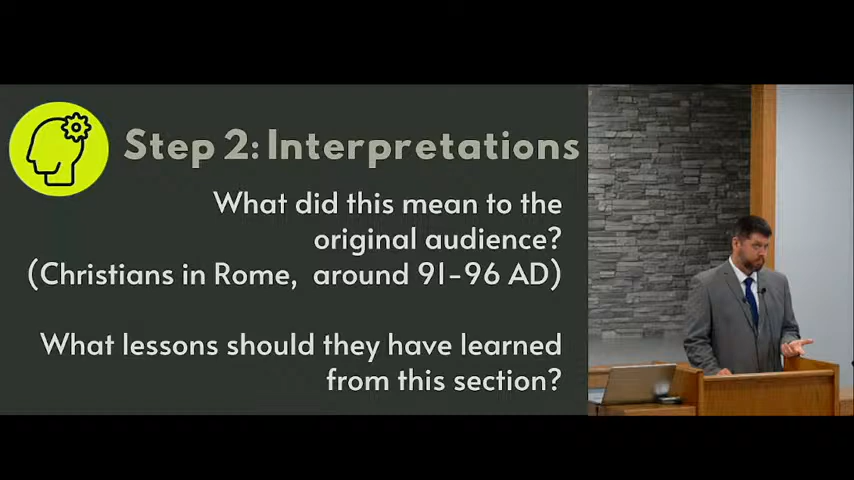 Step 2: Interpretations
What did this mean to the
original audience?
(Christians in Rome, around 91-96 AD)
What lessons should they have learned
from this section?